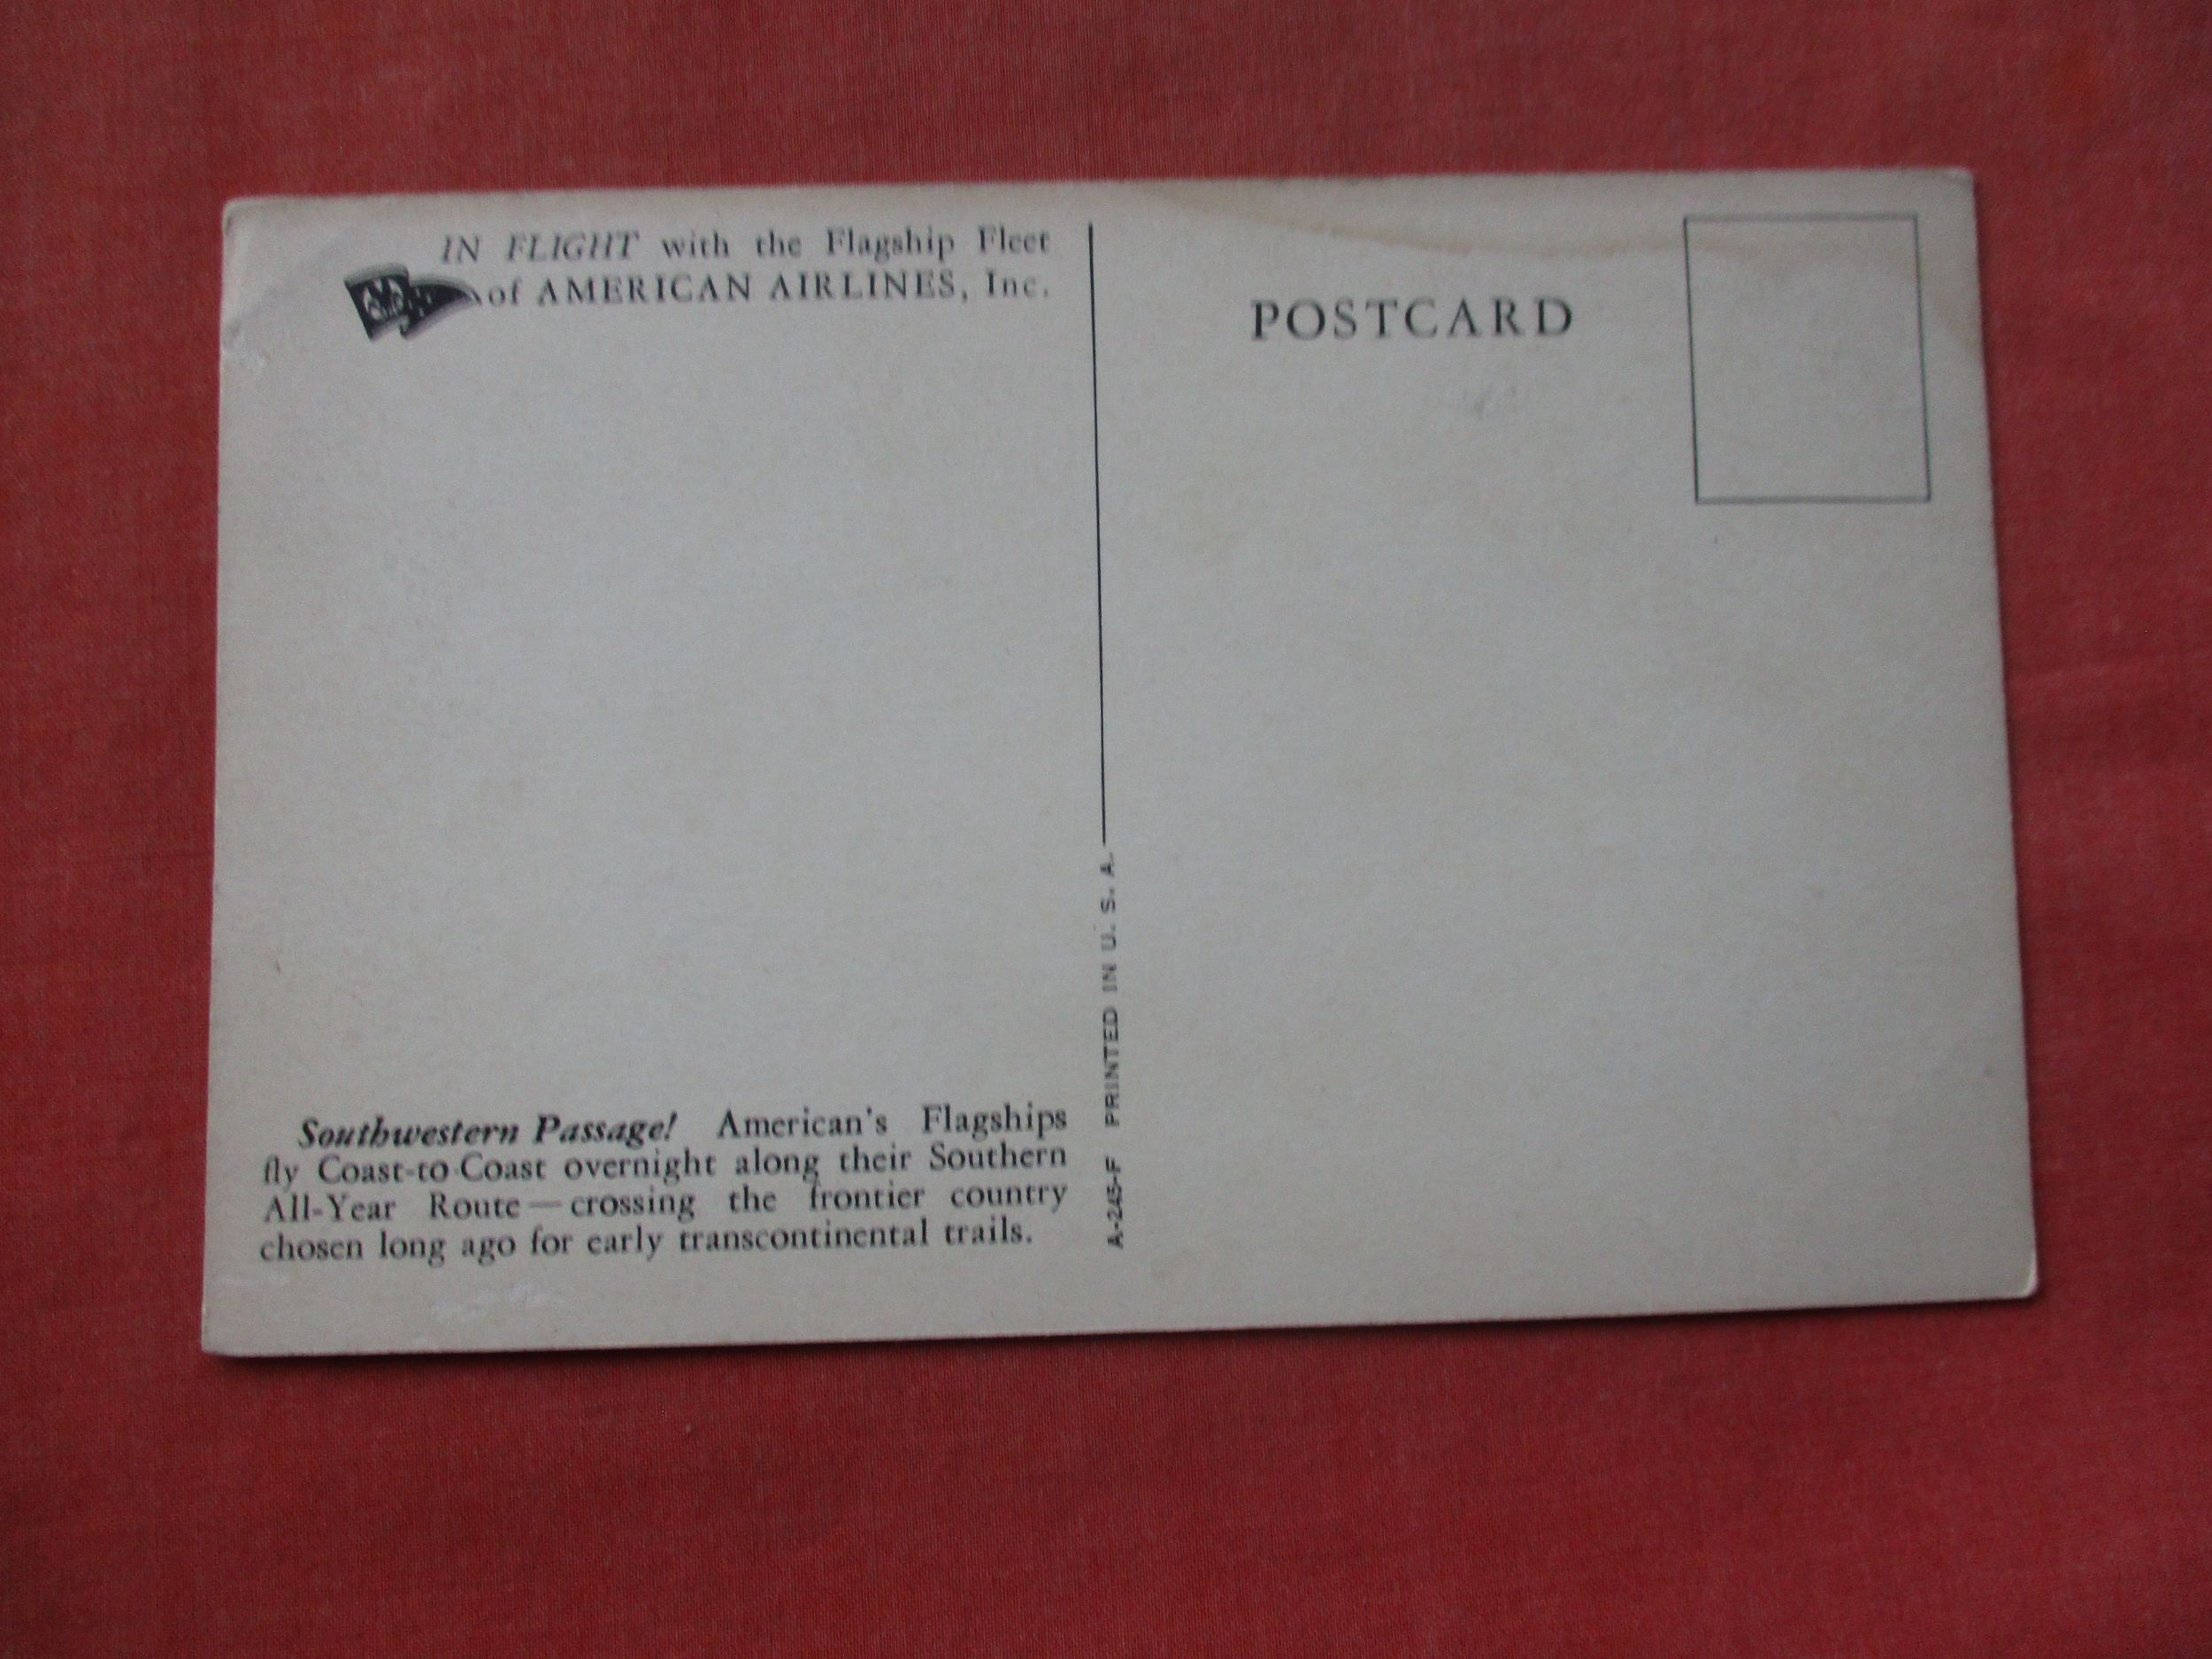 IN FLIGHT with the Flagship Fleet
of AMERICAN AIRLINES, Inc.
POSTCARD
Southwestern Passage! American's Flagships
fly Coast-to-Coast overnight along their Southern
All-Year Route—crossing the frontier country
chosen long ago for early transcontinental trails.
A-245-F PRINTED IN U. S. A.